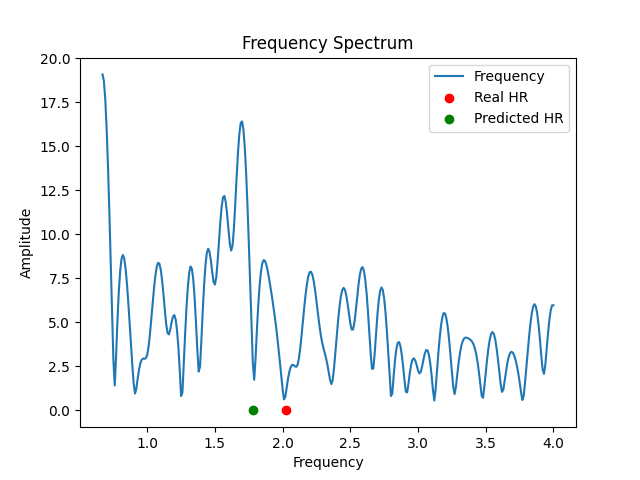 Frequency Spectrum
Frequency
Real HR
Predicted HR
Amplitude
20.0
17.5
15.0
12.5
10.0
7.5
5.0
2.5
0.0
1.0 1.5 2.0 2.5 3.0 3.5 4.0
Frequency